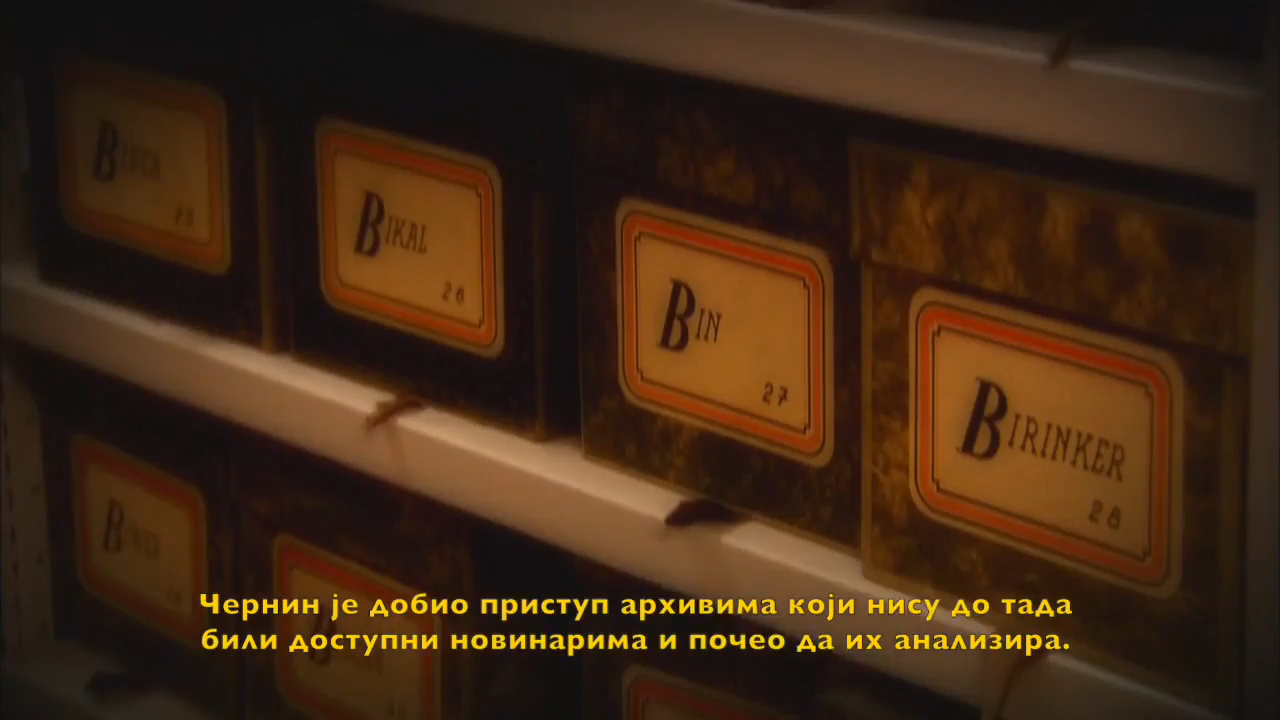 BIKAL
26
BIN
27
BIRINKER
28
Чернин је добио приступ архивима који нису до тада
били доступни новинарима и почео да их анализира.